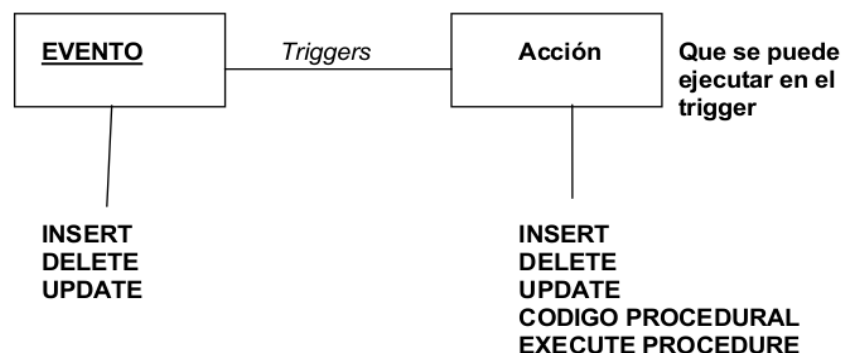 EVENTO
Triggers
Acción
Que se puede
ejecutar en el
trigger
INSERT
DELETE
UPDATE
INSERT
DELETE
UPDATE
CODIGO PROCEDURAL
EXECUTE PROCEDURE